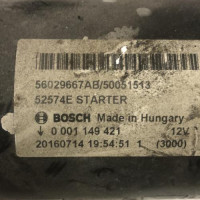 56029667AB/50051513
52574E STARTER
BOSCH Made in Hungary
0 001 149 421 12V
20160714 19:54:51 1 (3000)